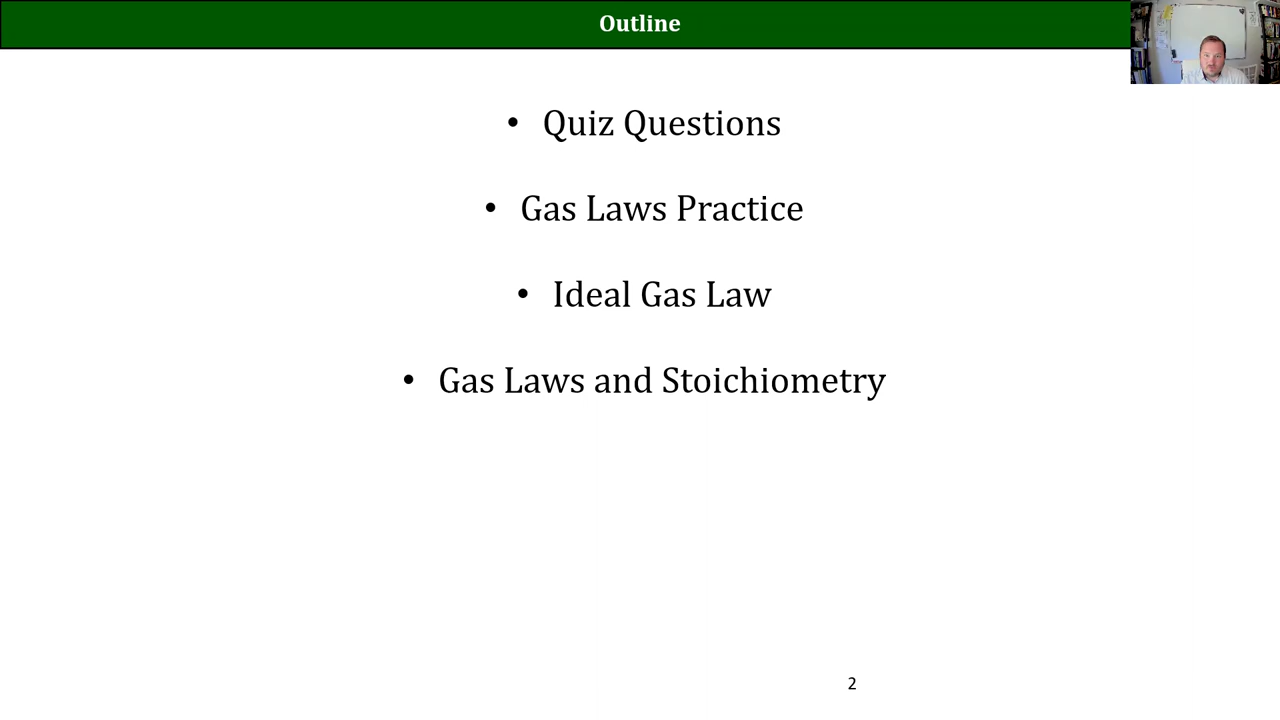 Outline
• Quiz Questions
• Gas Laws Practice
• Ideal Gas Law
• Gas Laws and Stoichiometry
2